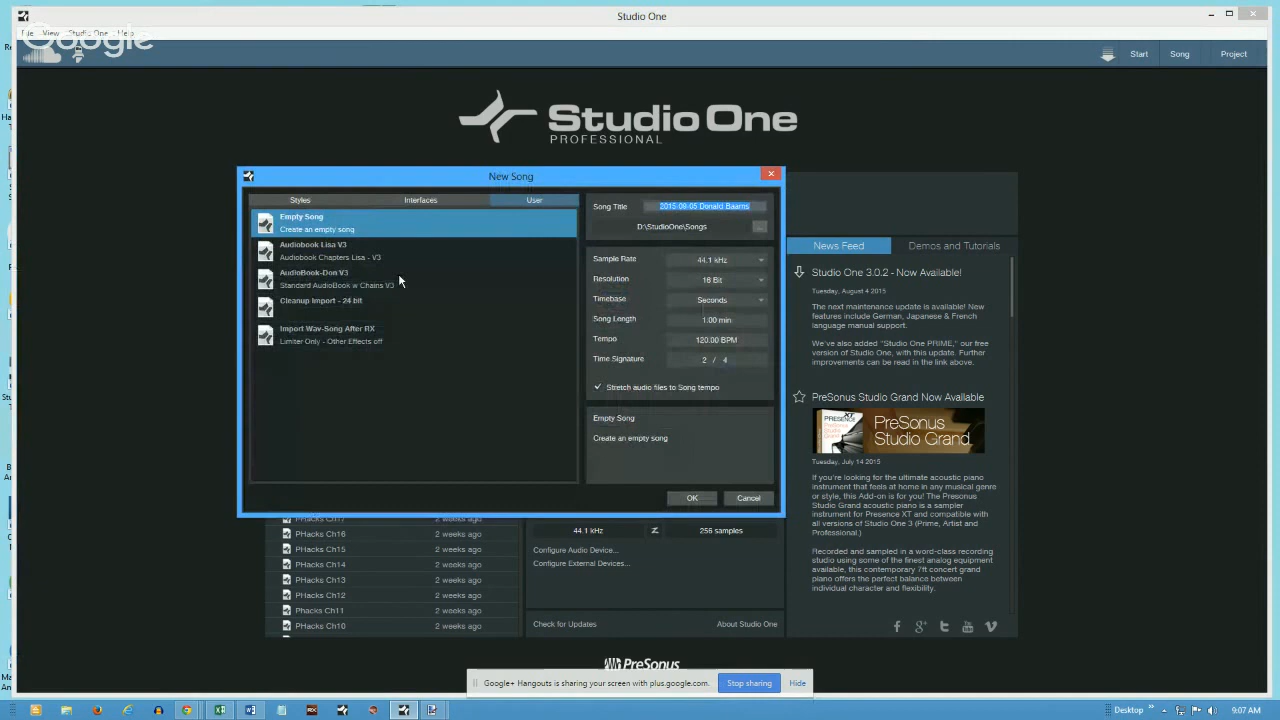 Studio One
File View Studio One Help
Google
Start Song Project
Studio One
PROFESSIONAL
New Song
Styles Interfaces User
Empty Song
Create an empty song
Audiobook Lisa V3
Audiobook Chapters Lisa - V3
AudioBook-Don V3
Standard AudioBook w Chains V3
Cleanup Import - 24 bit
Import Wav-Song After RX
Limiter Only - Other Effects off
Song Title 2015-09-05 Donald Baarns
D:\StudioOne\Songs ...
Sample Rate 44.1 kHz
Resolution 16 Bit
Timebase Seconds
Song Length 1:00 min
Tempo 120.00 BPM
Time Signature 2 / 4
Stretch audio files to Song tempo
Empty Song
Create an empty song
OK Cancel
News Feed Demos and Tutorials
Studio One 3.0.2 - Now Available!
Tuesday, August 4 2015
The next maintenance update is available! New
features include German, Japanese & French
language manual support.
We've also added "Studio One PRIME," our free
version of Studio One, with this update. Further
improvements can be read in the link above.
PreSonus Studio Grand Now Available
PRESENCE XT
PreSonus
Studio Grand
Tuesday, July 14 2015
If you're looking for the ultimate acoustic piano
instrument that feels at home in any musical genre
or style, this Add-on is for you! The Presonus
Studio Grand acoustic piano is a sampler
instrument for Presence XT and compatible with
all versions of Studio One 3 (Prime, Artist and
Professional.)
Recorded and sampled in a word-class recording
studio using some of the finest analog equipment
available, this contemporary 7ft concert grand
piano offers the perfect balance between
individual character and flexibility.
PHacks Ch17 2 weeks ago
PHacks Ch16 2 weeks ago
PHacks Ch15 2 weeks ago
PHacks Ch14 2 weeks ago
PHacks Ch13 2 weeks ago
PHacks Ch12 2 weeks ago
Phacks Ch11 2 weeks ago
PHacks Ch10 2 weeks ago
44.1 kHz 256 samples
Configure Audio Device...
Configure External Devices...
Check for Updates About Studio One
PreSonus
Google+ Hangouts is sharing your screen with plus.google.com. Stop sharing Hide
Desktop 9:07 AM